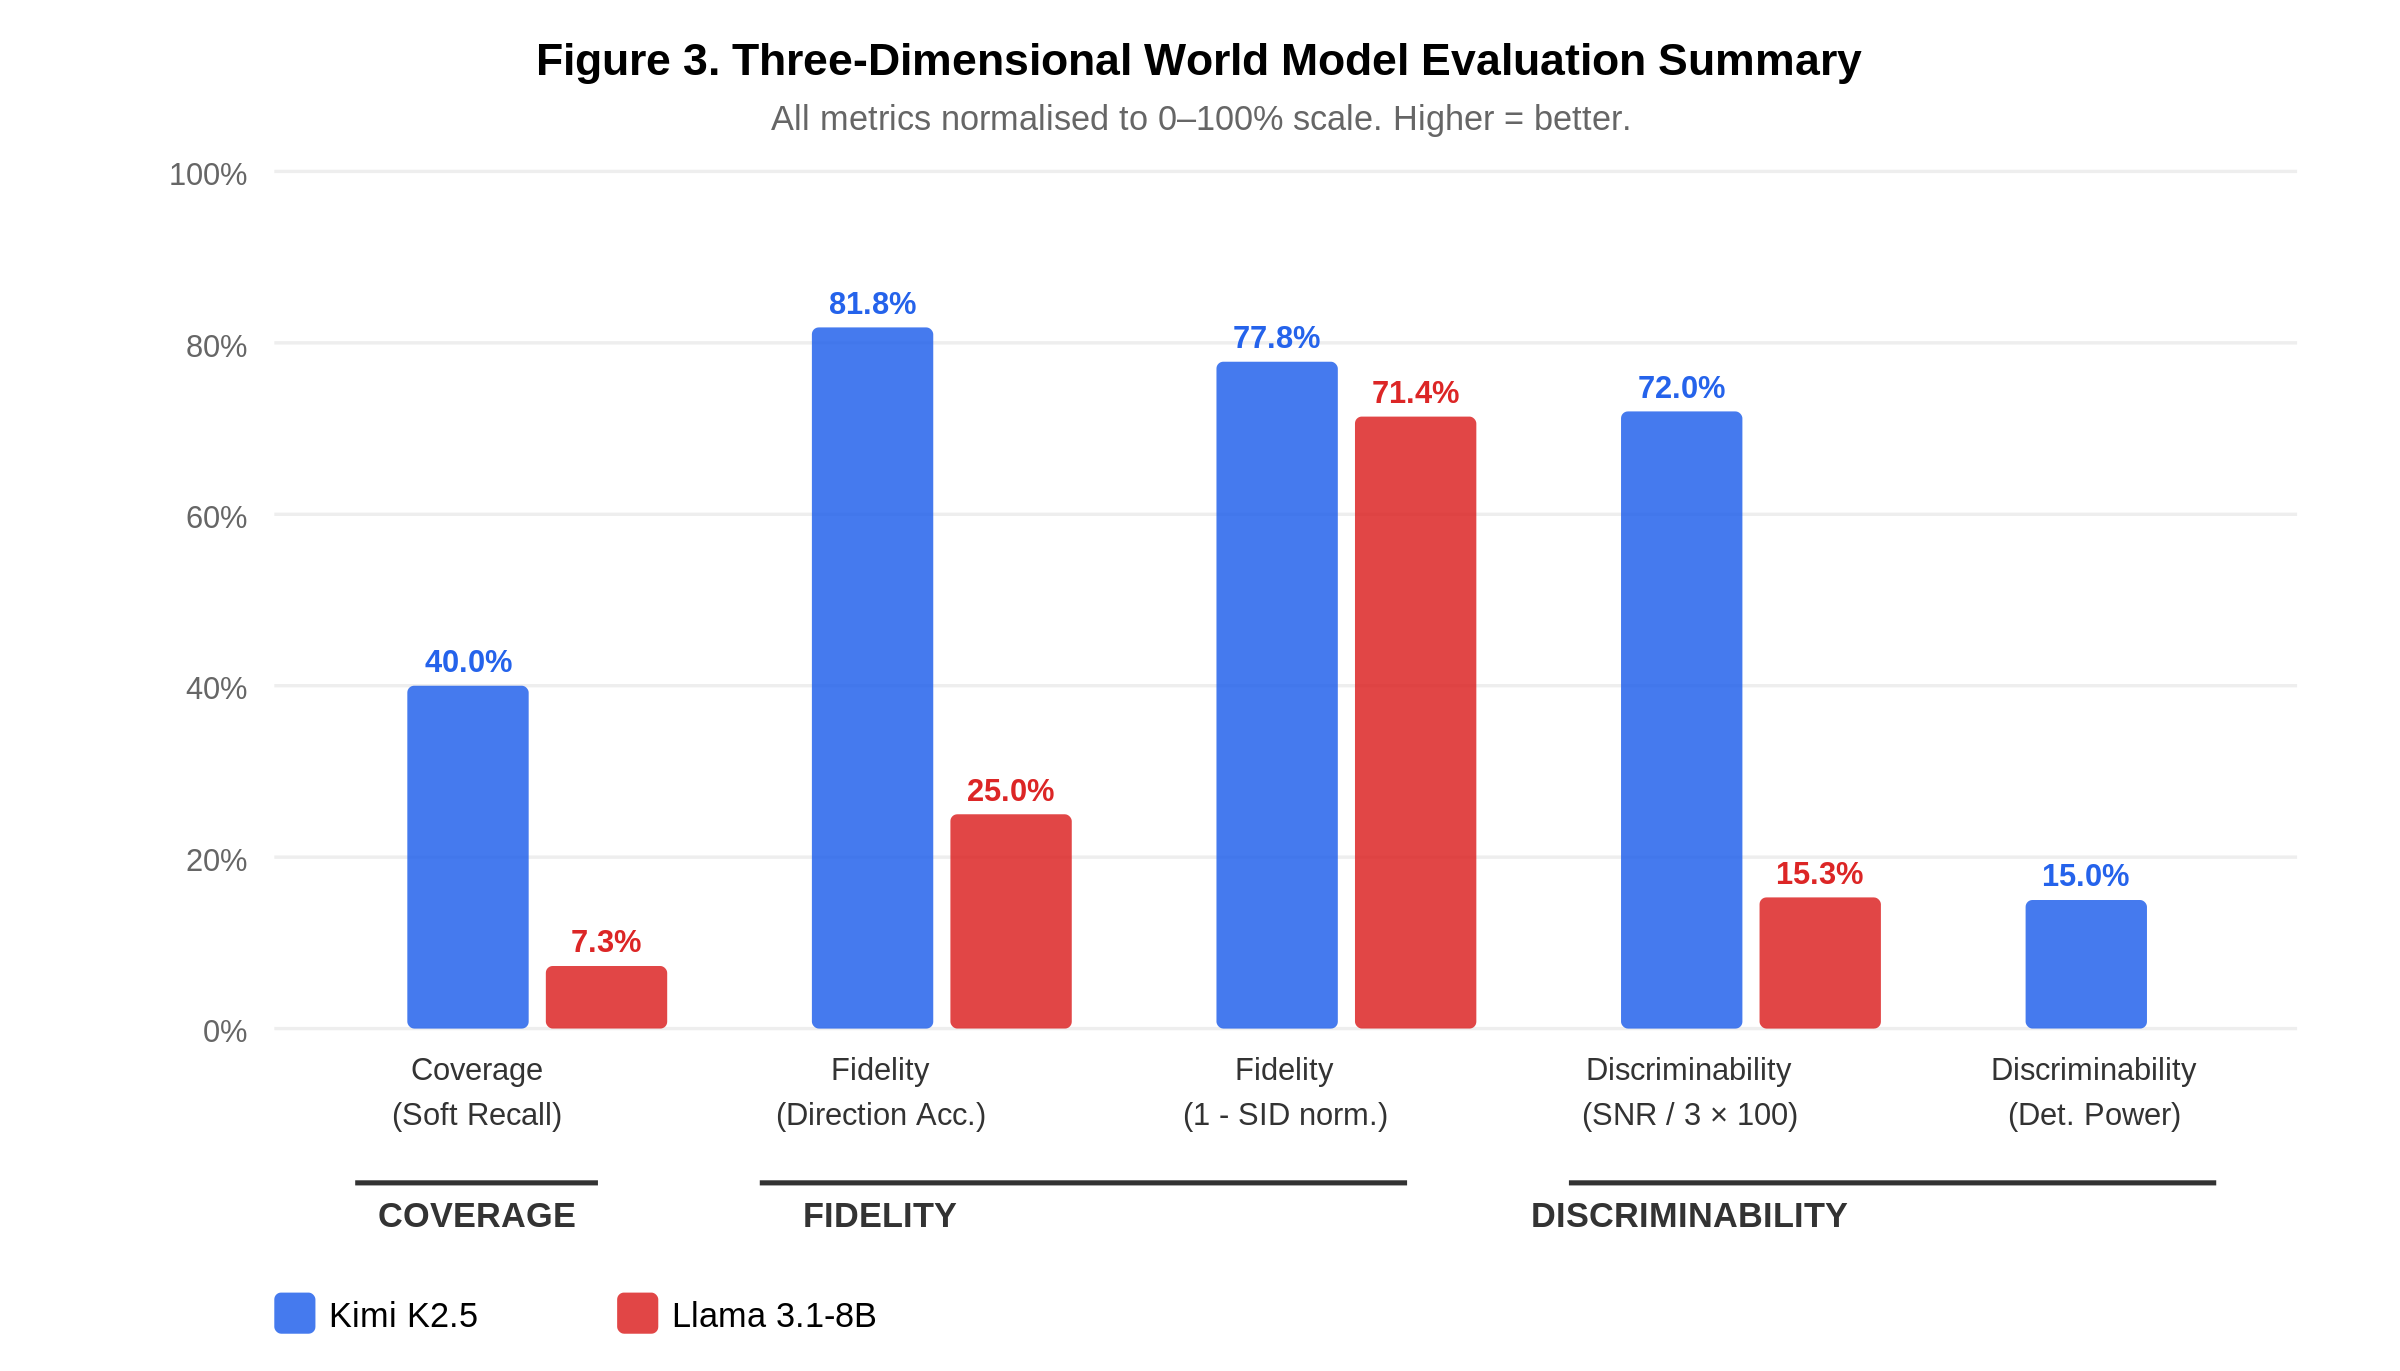 Figure 3. Three-Dimensional World Model Evaluation Summary
All metrics normalised to 0–100% scale. Higher = better.
100%
80%
60%
40%
20%
0%
40.0%
7.3%
81.8%
25.0%
77.8%
71.4%
72.0%
15.3%
15.0%
Coverage
(Soft Recall)
Fidelity
(Direction Acc.)
Fidelity
(1 - SID norm.)
Discriminability
(SNR / 3 × 100)
Discriminability
(Det. Power)
COVERAGE
FIDELITY
DISCRIMINABILITY
Kimi K2.5
Llama 3.1-8B